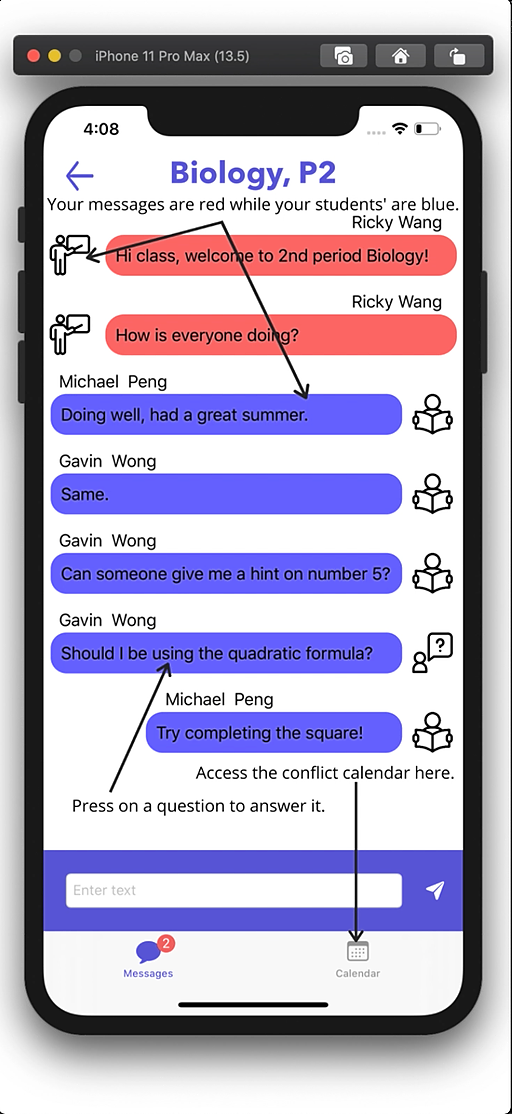 iPhone 11 Pro Max (13.5)
4:08
Biology, P2
Your messages are red while your students' are blue.
Ricky Wang
Hi class, welcome to 2nd period Biology!
Ricky Wang
How is everyone doing?
Michael Peng
Doing well, had a great summer.
Gavin Wong
Same.
Gavin Wong
Can someone give me a hint on number 5?
Gavin Wong
Should I be using the quadratic formula?
?
Michael Peng
Try completing the square!
Access the conflict calendar here.
Press on a question to answer it.
Enter text
2
Messages
Calendar